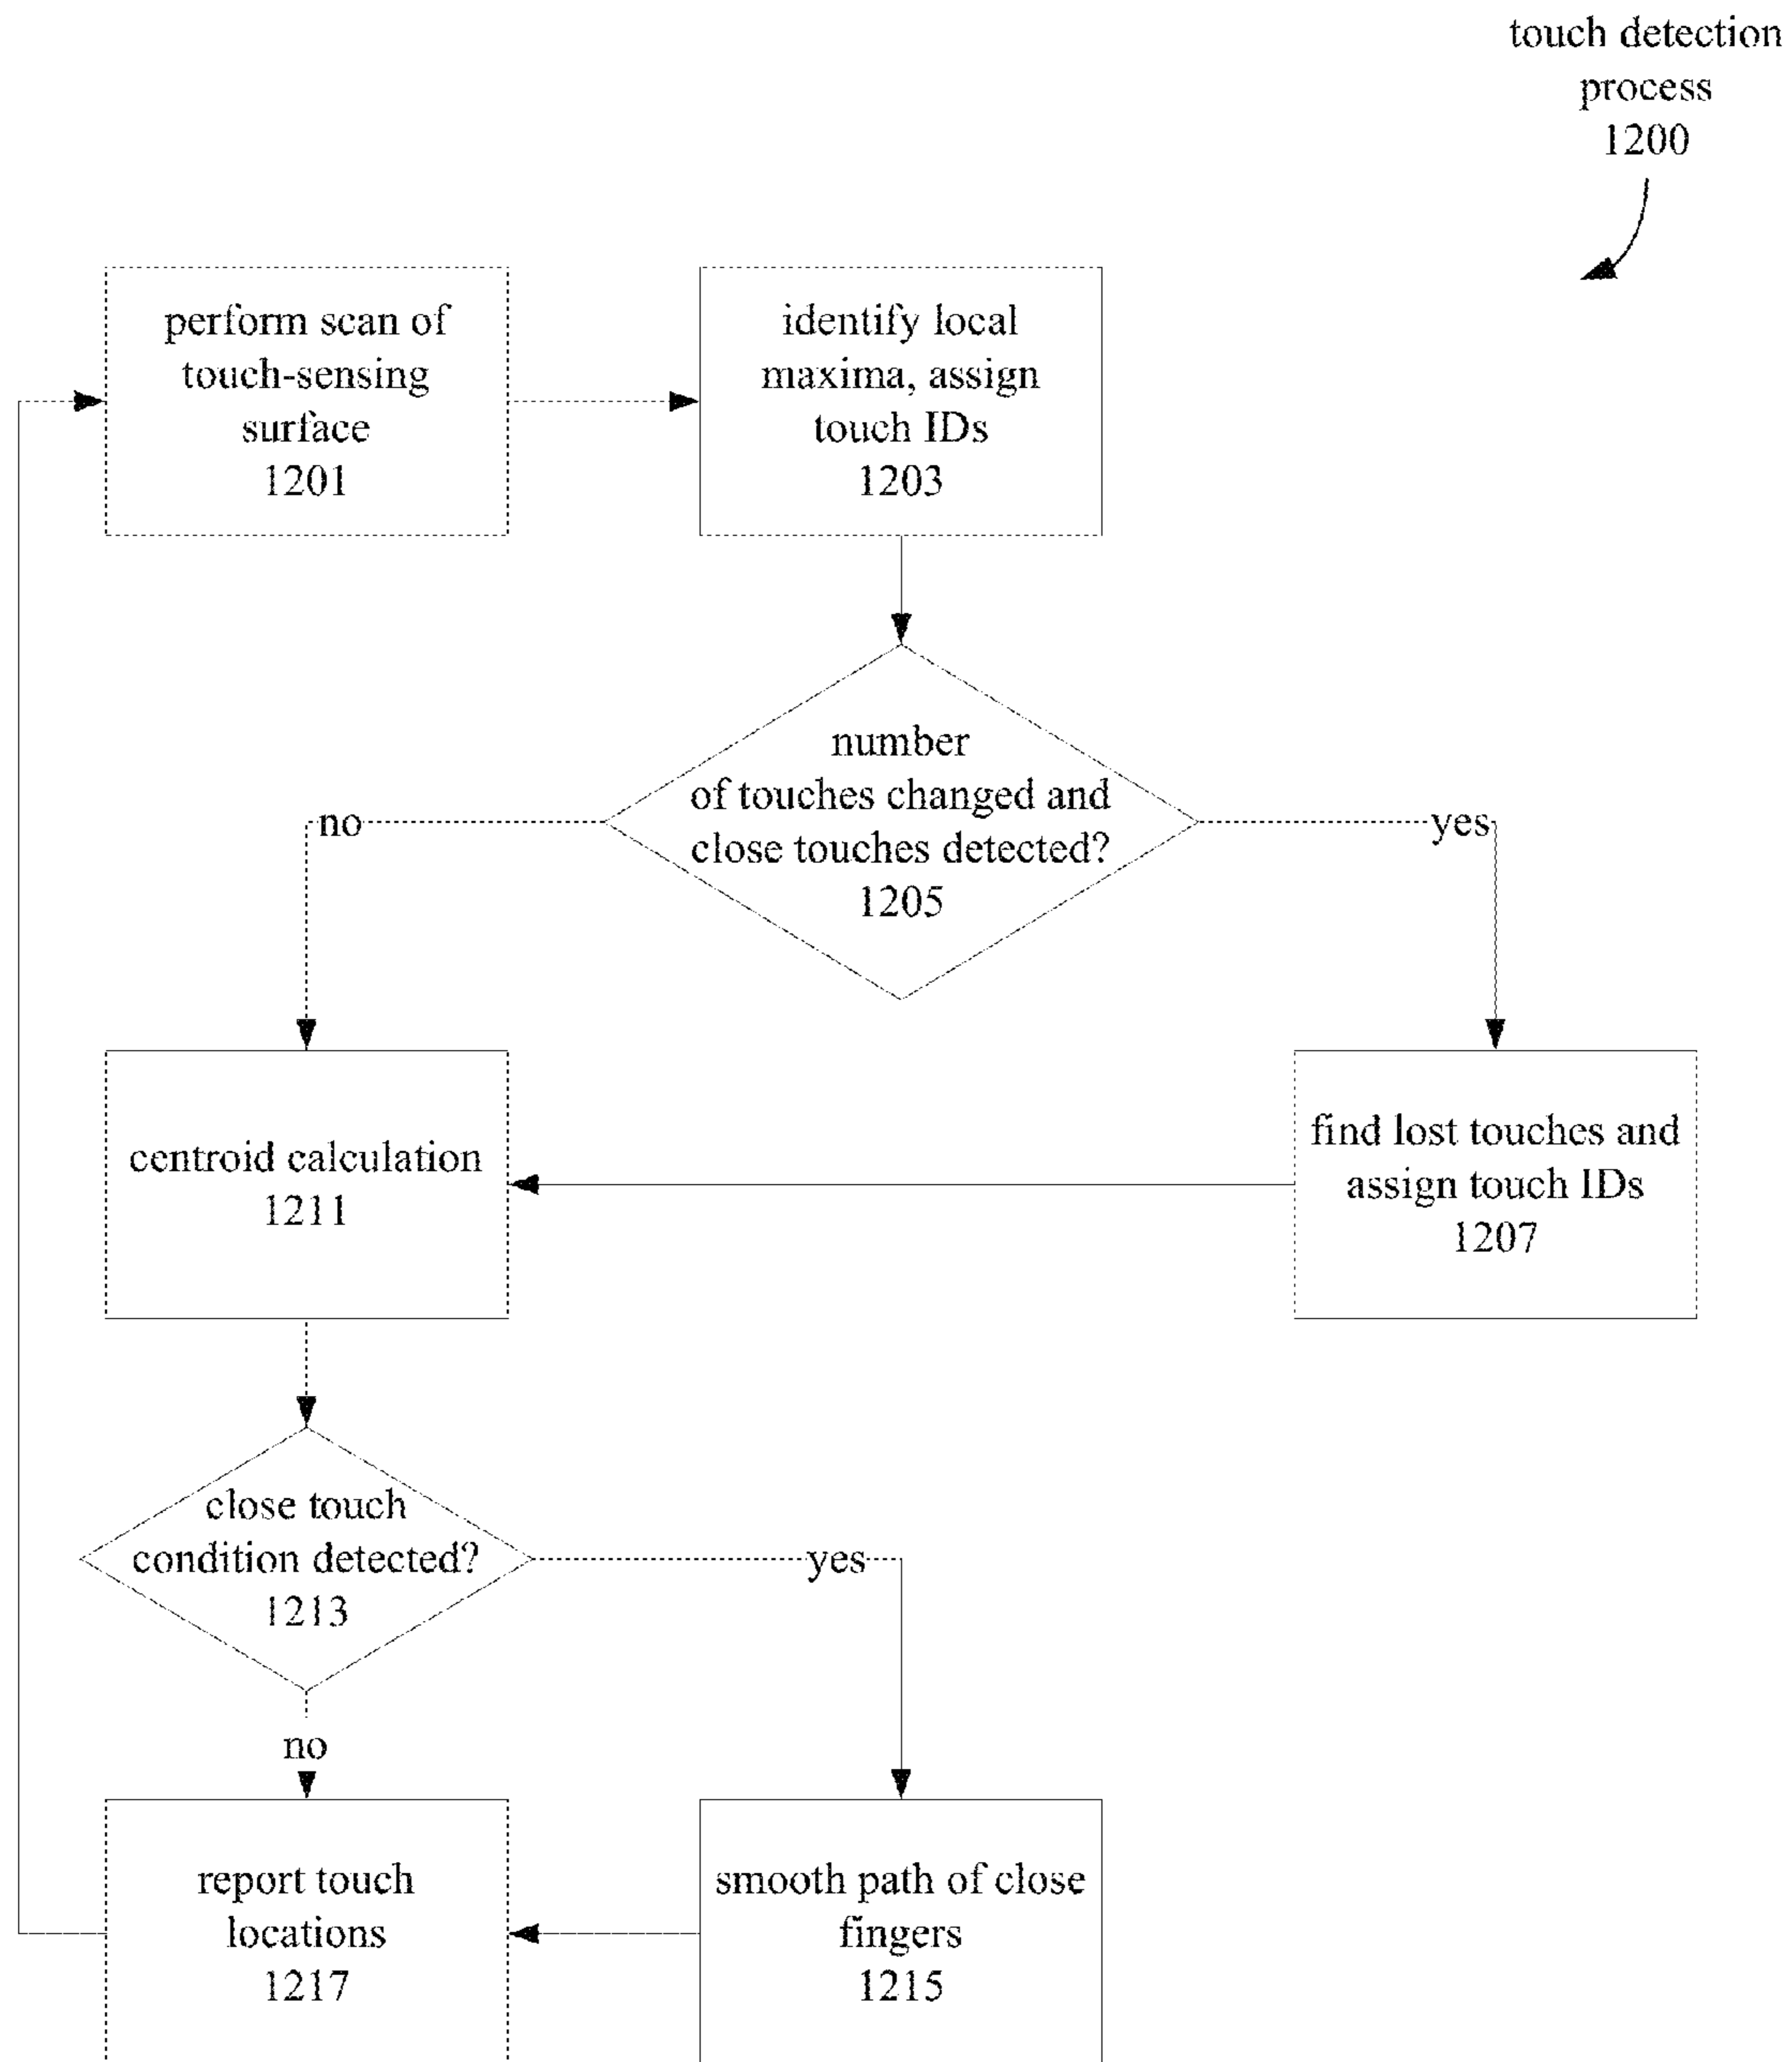 touch detection
process
1200
perform scan of
touch-sensing
surface
1201
identify local
maxima, assign
touch IDs
1203
number
of touches changed and
close touches detected?
1205
no
yes
centroid calculation
1211
find lost touches and
assign touch IDs
1207
close touch
condition detected?
1213
yes
no
report touch
locations
1217
smooth path of close
fingers
1215